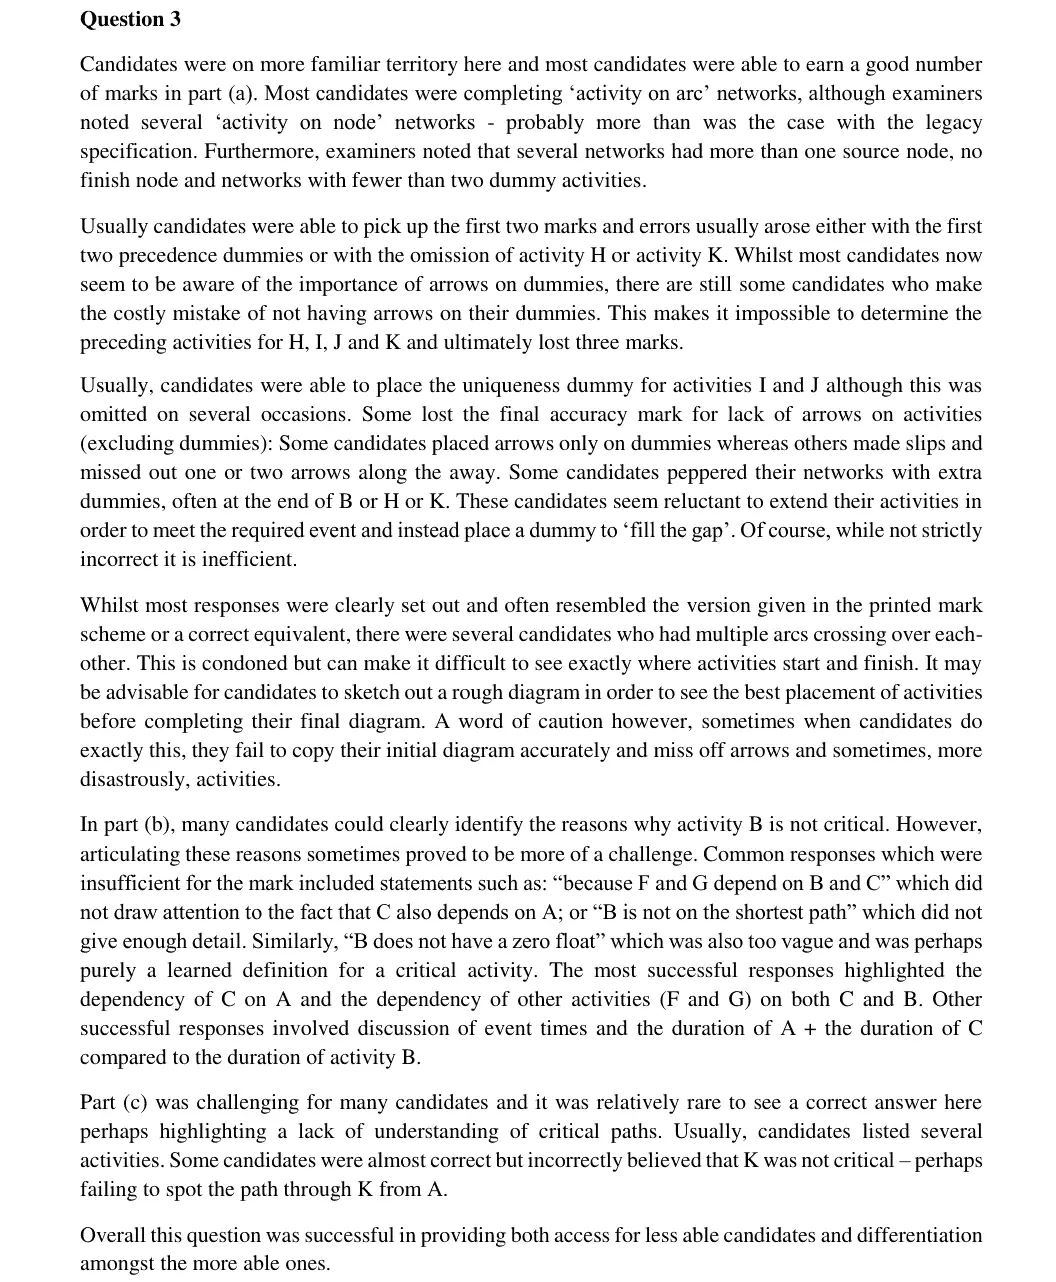 Question 3
Candidates were on more familiar territory here and most candidates were able to earn a good number
of marks in part (a). Most candidates were completing ‘activity on arc’ networks, although examiners
noted several ‘activity on node’ networks - probably more than was the case with the legacy
specification. Furthermore, examiners noted that several networks had more than one source node, no
finish node and networks with fewer than two dummy activities.
Usually candidates were able to pick up the first two marks and errors usually arose either with the first
two precedence dummies or with the omission of activity H or activity K. Whilst most candidates now
seem to be aware of the importance of arrows on dummies, there are still some candidates who make
the costly mistake of not having arrows on their dummies. This makes it impossible to determine the
preceding activities for H, I, J and K and ultimately lost three marks.
Usually, candidates were able to place the uniqueness dummy for activities I and J although this was
omitted on several occasions. Some lost the final accuracy mark for lack of arrows on activities
(excluding dummies): Some candidates placed arrows only on dummies whereas others made slips and
missed out one or two arrows along the away. Some candidates peppered their networks with extra
dummies, often at the end of B or H or K. These candidates seem reluctant to extend their activities in
order to meet the required event and instead place a dummy to ‘fill the gap’. Of course, while not strictly
incorrect it is inefficient.
Whilst most responses were clearly set out and often resembled the version given in the printed mark
scheme or a correct equivalent, there were several candidates who had multiple arcs crossing over each-
other. This is condoned but can make it difficult to see exactly where activities start and finish. It may
be advisable for candidates to sketch out a rough diagram in order to see the best placement of activities
before completing their final diagram. A word of caution however, sometimes when candidates do
exactly this, they fail to copy their initial diagram accurately and miss off arrows and sometimes, more
disastrously, activities.
In part (b), many candidates could clearly identify the reasons why activity B is not critical. However,
articulating these reasons sometimes proved to be more of a challenge. Common responses which were
insufficient for the mark included statements such as: “because F and G depend on B and C” which did
not draw attention to the fact that C also depends on A; or “B is not on the shortest path” which did not
give enough detail. Similarly, “B does not have a zero float” which was also too vague and was perhaps
purely a learned definition for a critical activity. The most successful responses highlighted the
dependency of C on A and the dependency of other activities (F and G) on both C and B. Other
successful responses involved discussion of event times and the duration of A + the duration of C
compared to the duration of activity B.
Part (c) was challenging for many candidates and it was relatively rare to see a correct answer here
perhaps highlighting a lack of understanding of critical paths. Usually, candidates listed several
activities. Some candidates were almost correct but incorrectly believed that K was not critical – perhaps
failing to spot the path through K from A.
Overall this question was successful in providing both access for less able candidates and differentiation
amongst the more able ones.